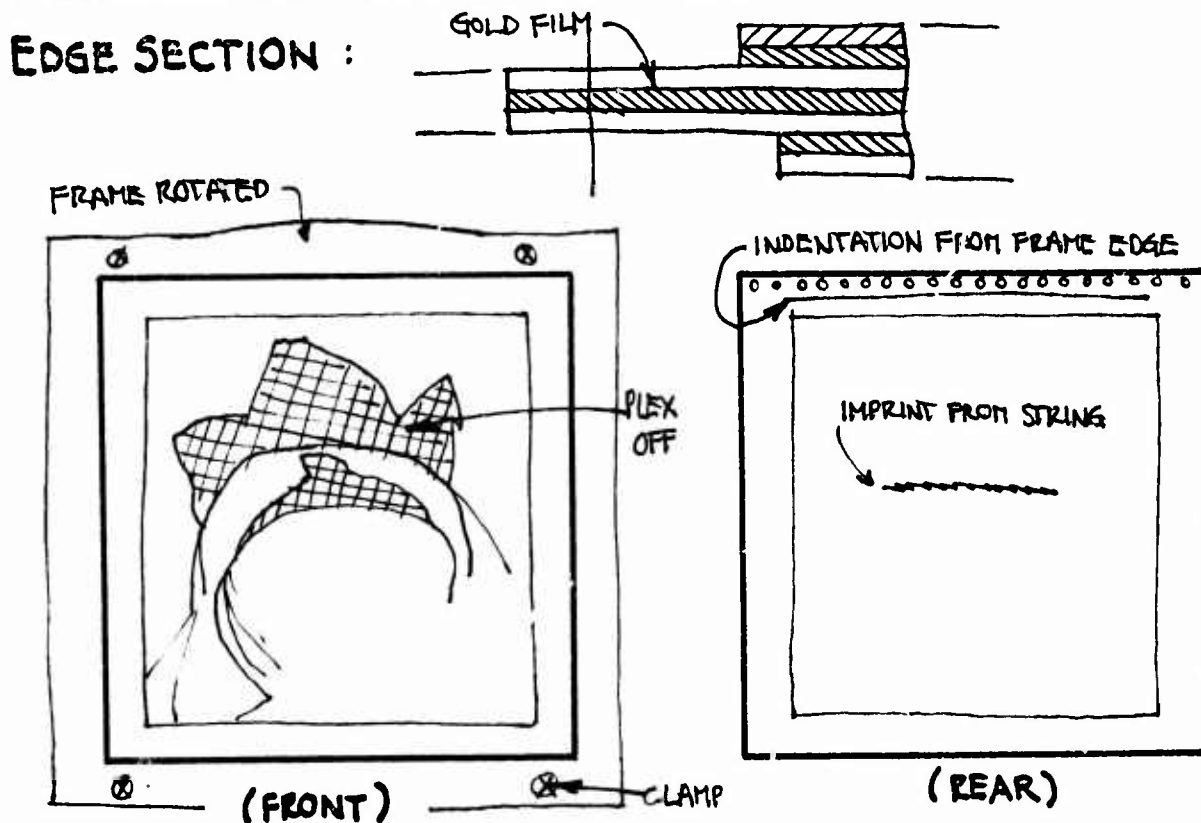 GOLD FILM
EDGE SECTION :
FRAME ROTATED
INDENTATION FROM FRAME EDGE
PLEX
OFF
IMPRINT FROM STRING
CLAMP
(FRONT)
(REAR)